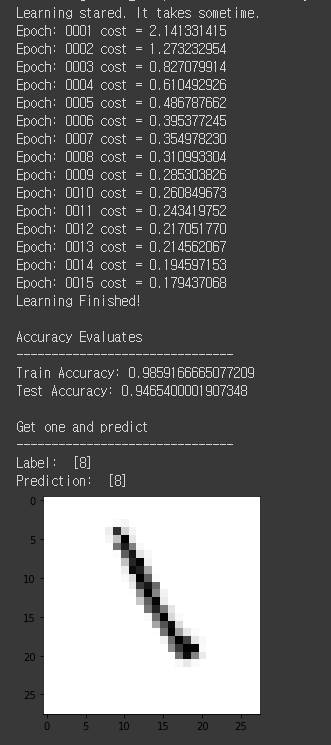 Learning stared. It takes sometime.
Epoch: 0001 cost = 2.141331415
Epoch: 0002 cost = 1.273232954
Epoch: 0003 cost = 0.827079914
Epoch: 0004 cost = 0.610492926
Epoch: 0005 cost = 0.486787662
Epoch: 0006 cost = 0.395377245
Epoch: 0007 cost = 0.354978230
Epoch: 0008 cost = 0.310993304
Epoch: 0009 cost = 0.285303826
Epoch: 0010 cost = 0.260849673
Epoch: 0011 cost = 0.243419752
Epoch: 0012 cost = 0.217051770
Epoch: 0013 cost = 0.214562067
Epoch: 0014 cost = 0.194597153
Epoch: 0015 cost = 0.179437068
Learning Finished!
Accuracy Evaluates
-------------------------------
Train Accuracy: 0.9859166665077209
Test Accuracy: 0.9465400001907348
Get one and predict
-------------------------------
Label: [8]
Prediction: [8]
0
5
10
15
20
25
0 5 10 15 20 25